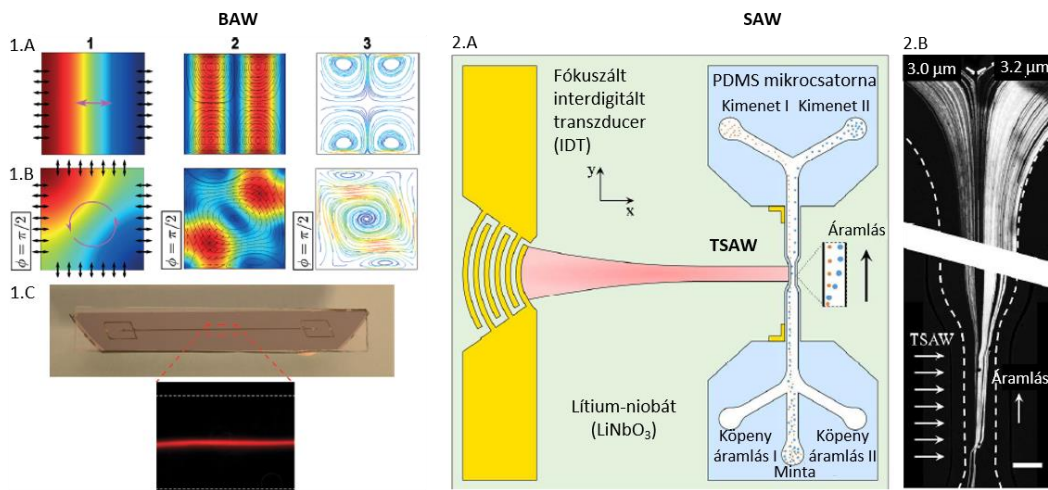 BAW
1.A
1
2
3
1.B
ϕ = π/2
ϕ = π/2
ϕ = π/2
1.C
SAW
2.A
Fókuszált
interdigitált
transzducer
(IDT)
y
x
TSAW
Lítium-niobát
(LiNbO₃)
PDMS mikrocsatorna
Kimenet I
Kimenet II
Áramlás
Köpeny
áramlás I
Köpeny
áramlás II
Minta
2.B
3.0 µm
3.2 µm
TSAW
Áramlás